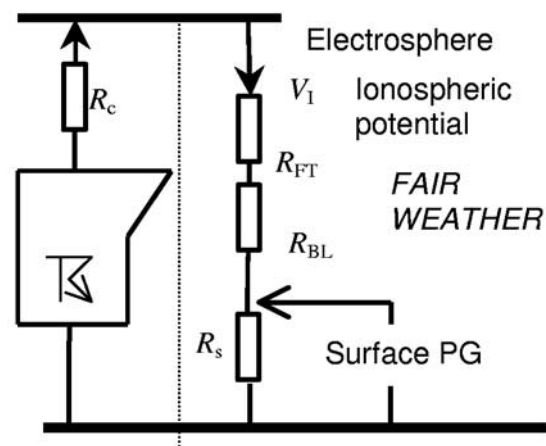 Electrosphere
R_c
V_I Ionospheric
potential
R_FT
FAIR
WEATHER
R_BL
R_s
Surface PG